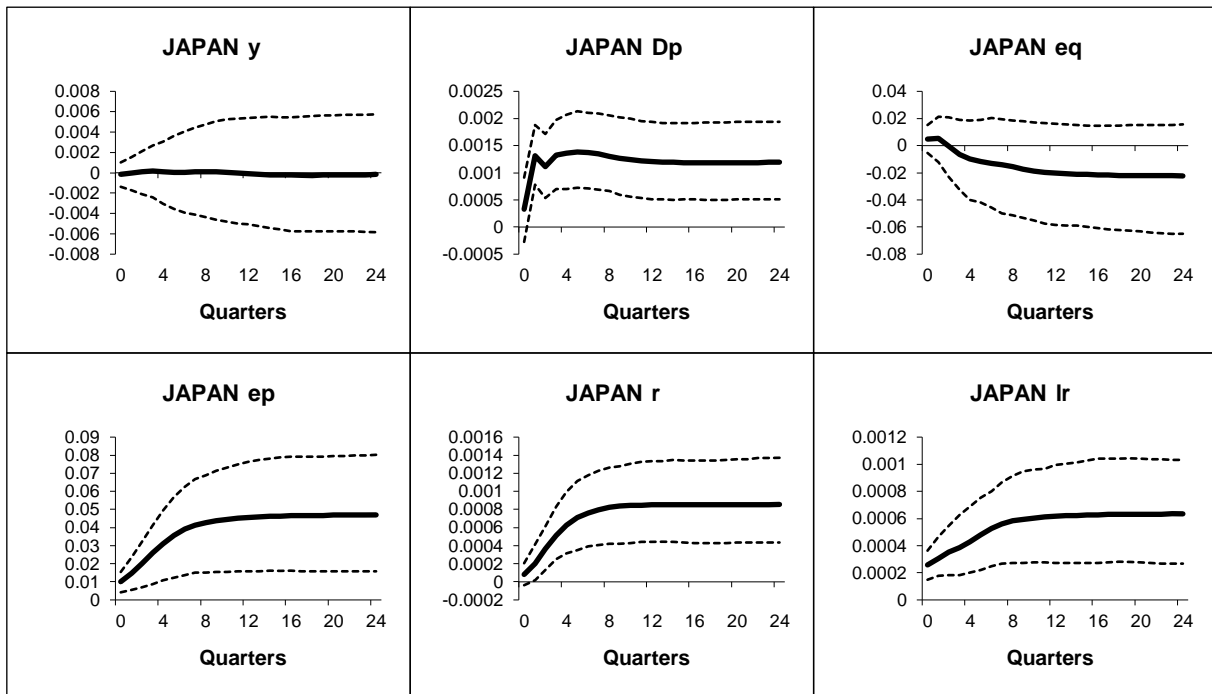 JAPAN y
0.008
0.006
0.004
0.002
0
-0.002
-0.004
-0.006
-0.008
0 4 8 12 16 20 24
Quarters
JAPAN Dp
0.0025
0.002
0.0015
0.001
0.0005
0
-0.0005
0 4 8 12 16 20 24
Quarters
JAPAN eq
0.04
0.02
0
-0.02
-0.04
-0.06
-0.08
0 4 8 12 16 20 24
Quarters
JAPAN ep
0.09
0.08
0.07
0.06
0.05
0.04
0.03
0.02
0.01
0
0 4 8 12 16 20 24
Quarters
JAPAN r
0.0016
0.0014
0.0012
0.001
0.0008
0.0006
0.0004
0.0002
0
-0.0002
0 4 8 12 16 20 24
Quarters
JAPAN lr
0.0012
0.001
0.0008
0.0006
0.0004
0.0002
0
0 4 8 12 16 20 24
Quarters